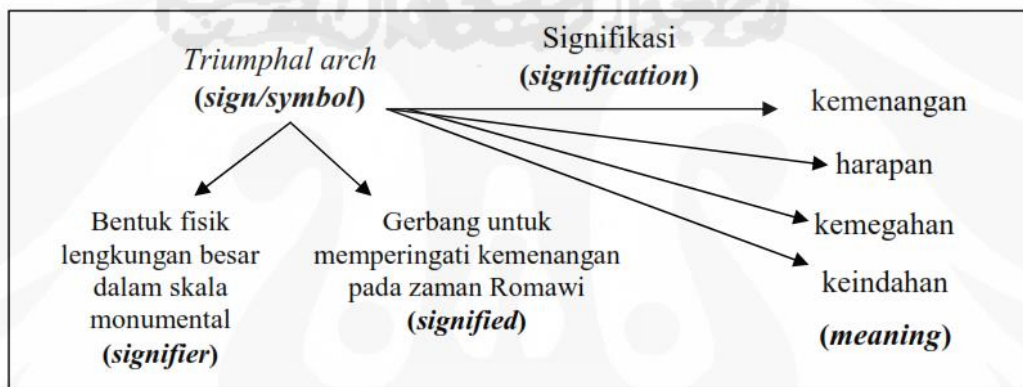 Triumphal arch
(sign/symbol)
Signifikasi
(signification)
kemenangan
harapan
kemegahan
keindahan
(meaning)
Bentuk fisik
lengkungan besar
dalam skala
monumental
(signifier)
Gerbang untuk
memperingati kemenangan
pada zaman Romawi
(signified)